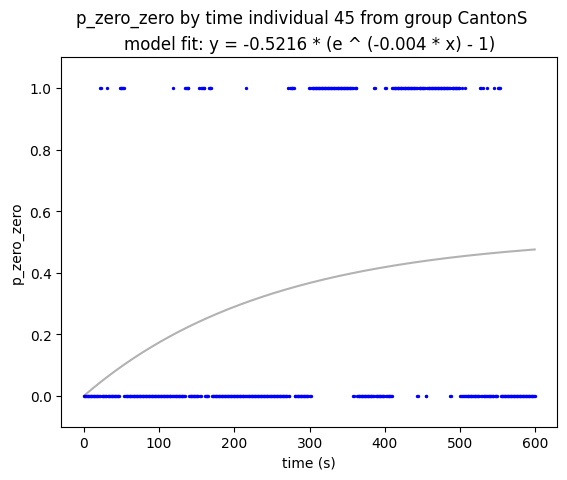 p_zero_zero by time individual 45 from group CantonS
model fit: y = -0.5216 * (e ^ (-0.004 * x) - 1)
1.0
0.8
0.6
0.4
0.2
0.0
p_zero_zero
0 100 200 300 400 500 600
time (s)